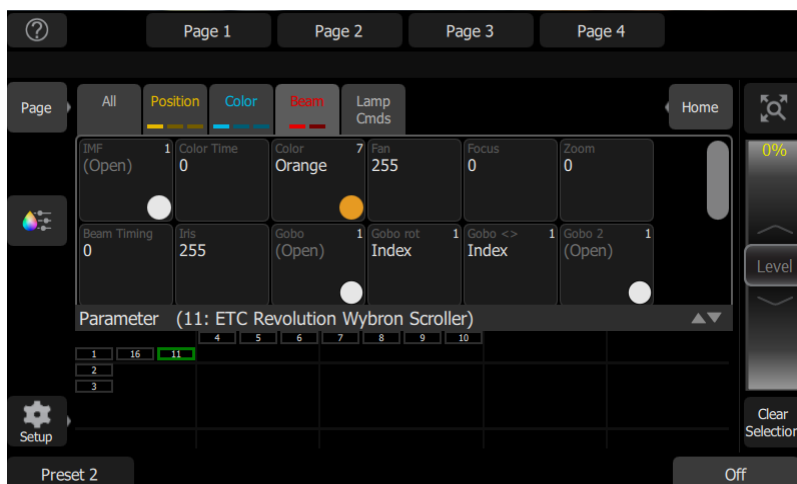 Page 1
Page 2
Page 3
Page 4
Page
All
Position
Color
Beam
Lamp
Cmds
Home
IMF 1
(Open)
Color Time
0
Color 7
Orange
Fan
255
Focus
0
Zoom
0
0%
Beam Timing
0
Iris
255
Gobo 1
(Open)
Gobo rot 1
Index
Gobo <> 1
Index
Gobo 2 1
(Open)
Level
Parameter (11: ETC Revolution Wybron Scroller)
4 5 6 7 8 9 10
1 16 11
2
3
Setup
Clear
Selection
Preset 2
Off